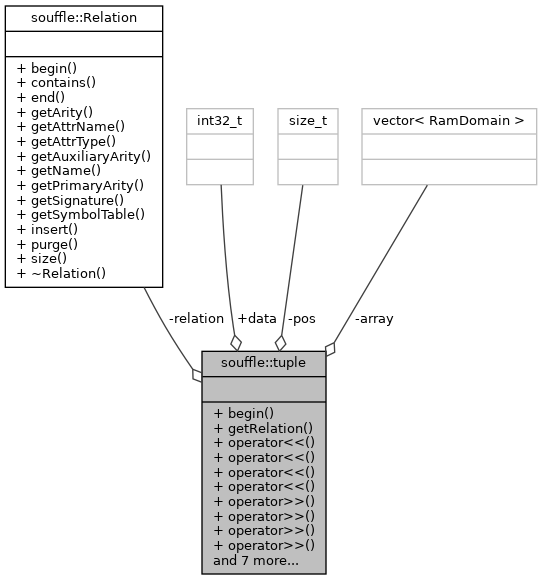 souffle::Relation
+ begin()
+ contains()
+ end()
+ getArity()
+ getAttrName()
+ getAttrType()
+ getAuxiliaryArity()
+ getName()
+ getPrimaryArity()
+ getSignature()
+ getSymbolTable()
+ insert()
+ purge()
+ size()
+ ~Relation()
int32_t
size_t
vector< RamDomain >
-relation
+data
-pos
-array
souffle::tuple
+ begin()
+ getRelation()
+ operator<<()
+ operator<<()
+ operator<<()
+ operator<<()
+ operator>>()
+ operator>>()
+ operator>>()
+ operator>>()
and 7 more...